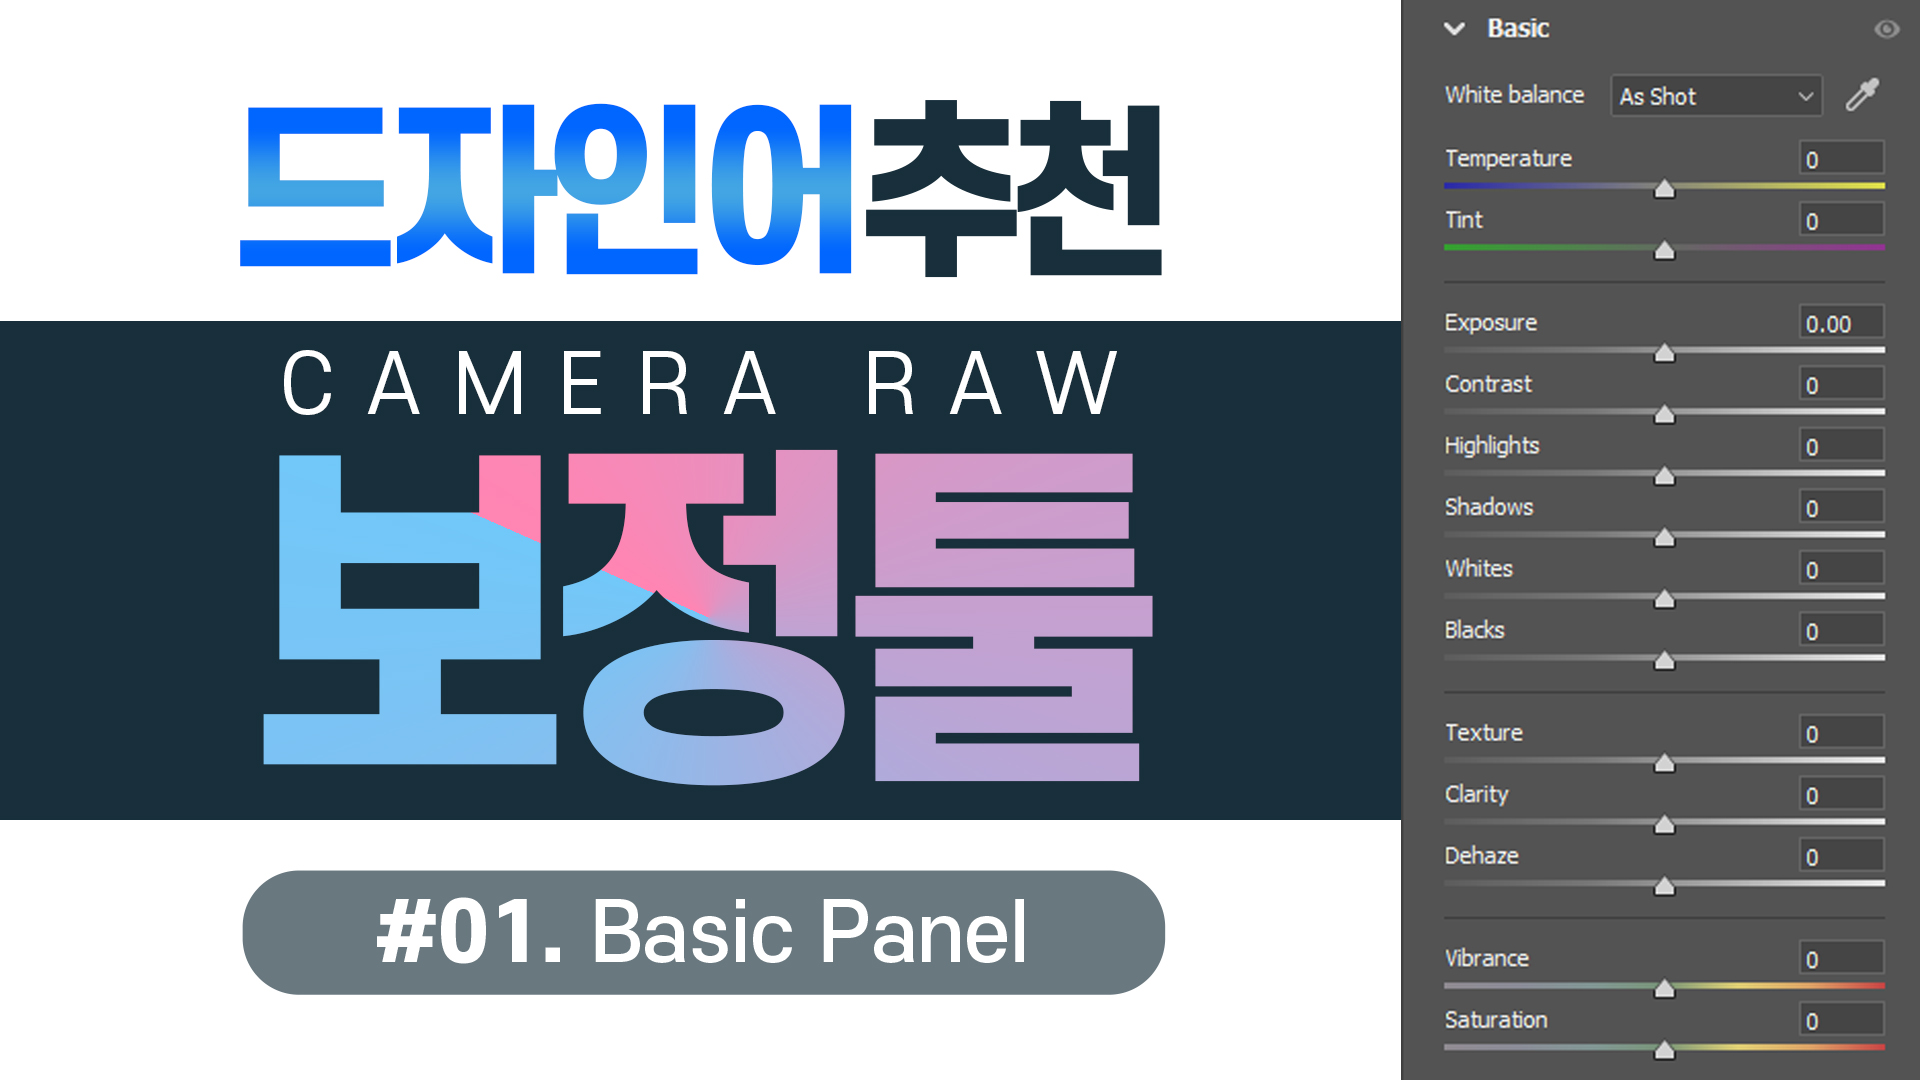 드자인어추천
CAMERA RAW
보정툴
#01. Basic Panel
Basic
White balance As Shot
Temperature 0
Tint 0
Exposure 0.00
Contrast 0
Highlights 0
Shadows 0
Whites 0
Blacks 0
Texture 0
Clarity 0
Dehaze 0
Vibrance 0
Saturation 0